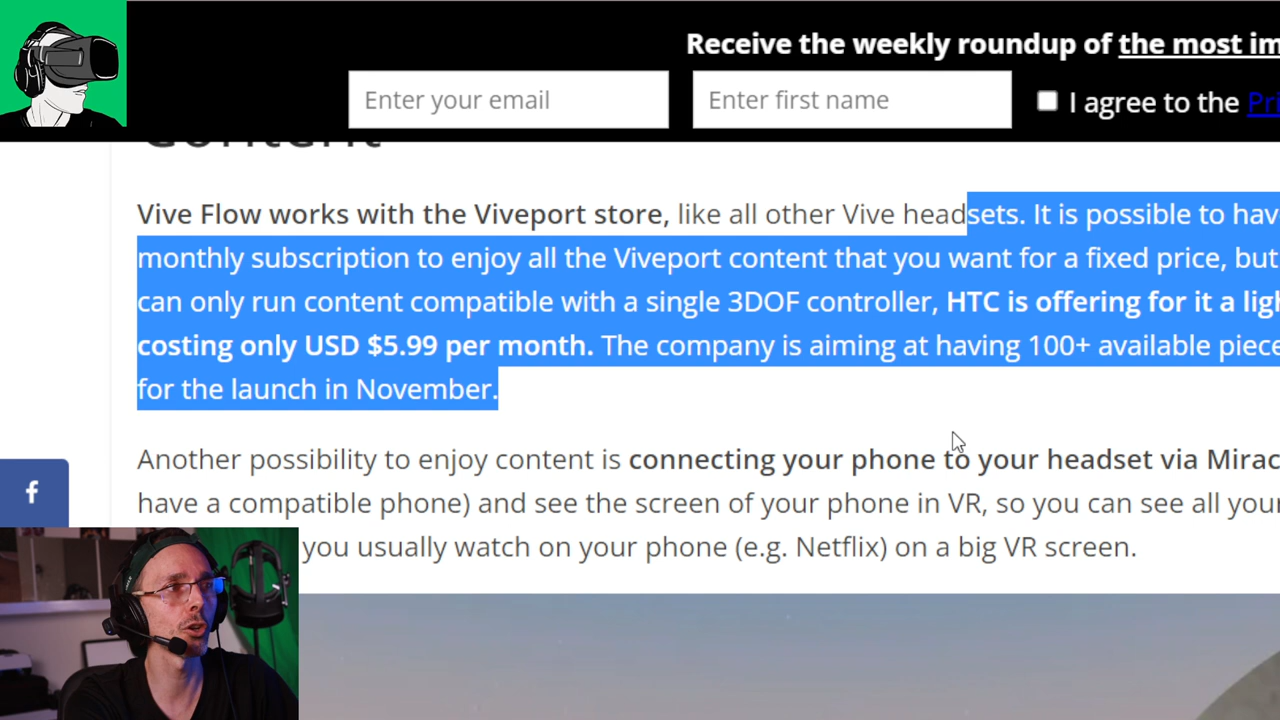 Receive the weekly roundup of the most im
Enter your email
Enter first name
I agree to the Pri
Content
Vive Flow works with the Viveport store, like all other Vive headsets. It is possible to hav
monthly subscription to enjoy all the Viveport content that you want for a fixed price, but
can only run content compatible with a single 3DOF controller, HTC is offering for it a ligh
costing only USD $5.99 per month. The company is aiming at having 100+ available piece
for the launch in November.
Another possibility to enjoy content is connecting your phone to your headset via Mirac
have a compatible phone) and see the screen of your phone in VR, so you can see all your
you usually watch on your phone (e.g. Netflix) on a big VR screen.
f